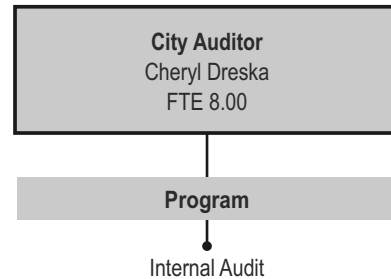 City Auditor
Cheryl Dreska
FTE 8.00
Program
Internal Audit